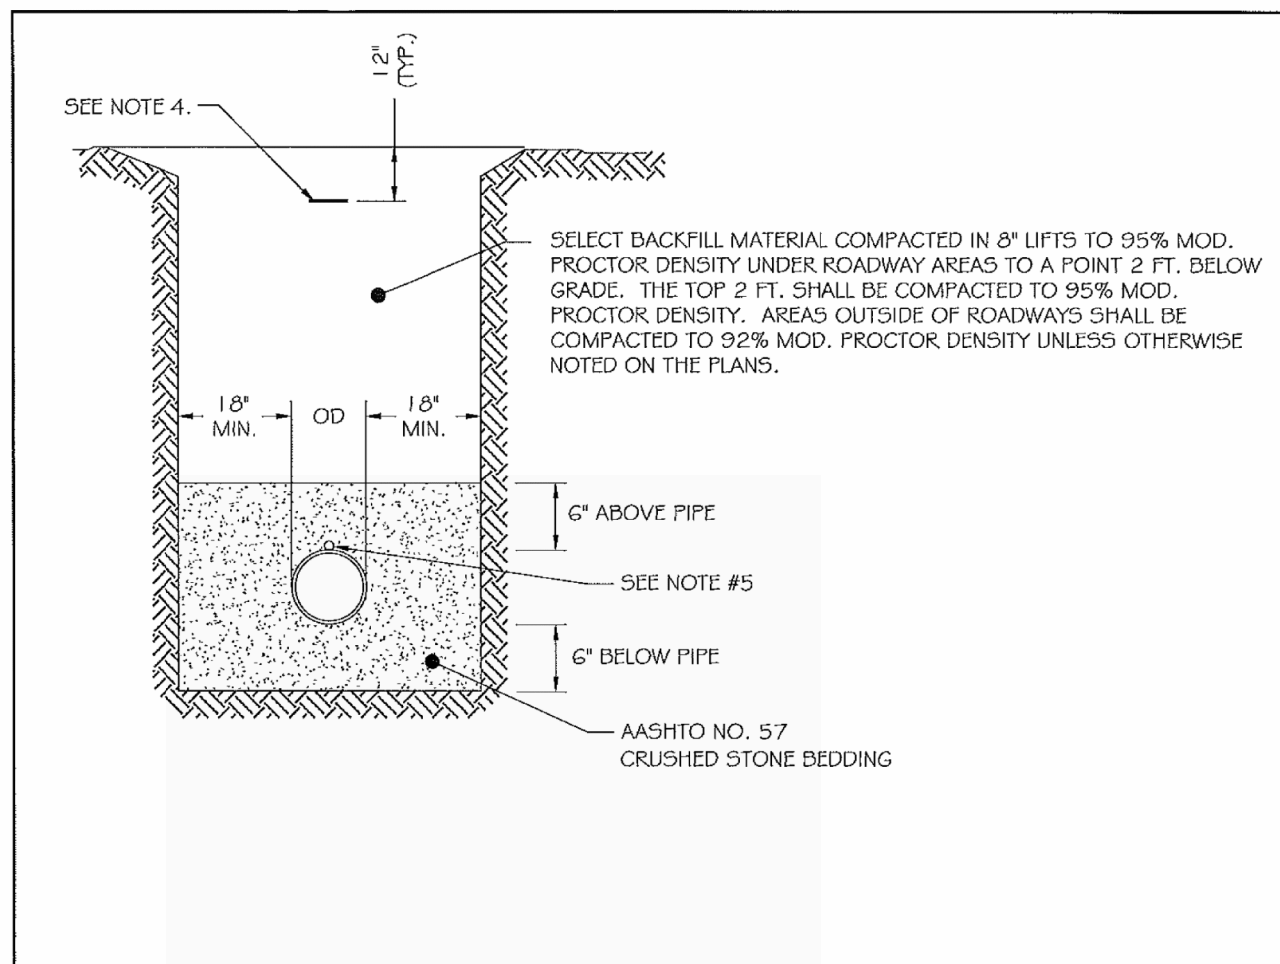 12"
(TYP.)
SEE NOTE 4.
SELECT BACKFILL MATERIAL COMPACTED IN 8" LIFTS TO 95% MOD.
PROCTOR DENSITY UNDER ROADWAY AREAS TO A POINT 2 FT. BELOW
GRADE. THE TOP 2 FT. SHALL BE COMPACTED TO 95% MOD.
PROCTOR DENSITY. AREAS OUTSIDE OF ROADWAYS SHALL BE
COMPACTED TO 92% MOD. PROCTOR DENSITY UNLESS OTHERWISE
NOTED ON THE PLANS.
18"
MIN.
OD
18"
MIN.
6" ABOVE PIPE
SEE NOTE #5
6" BELOW PIPE
AASHTO NO. 57
CRUSHED STONE BEDDING